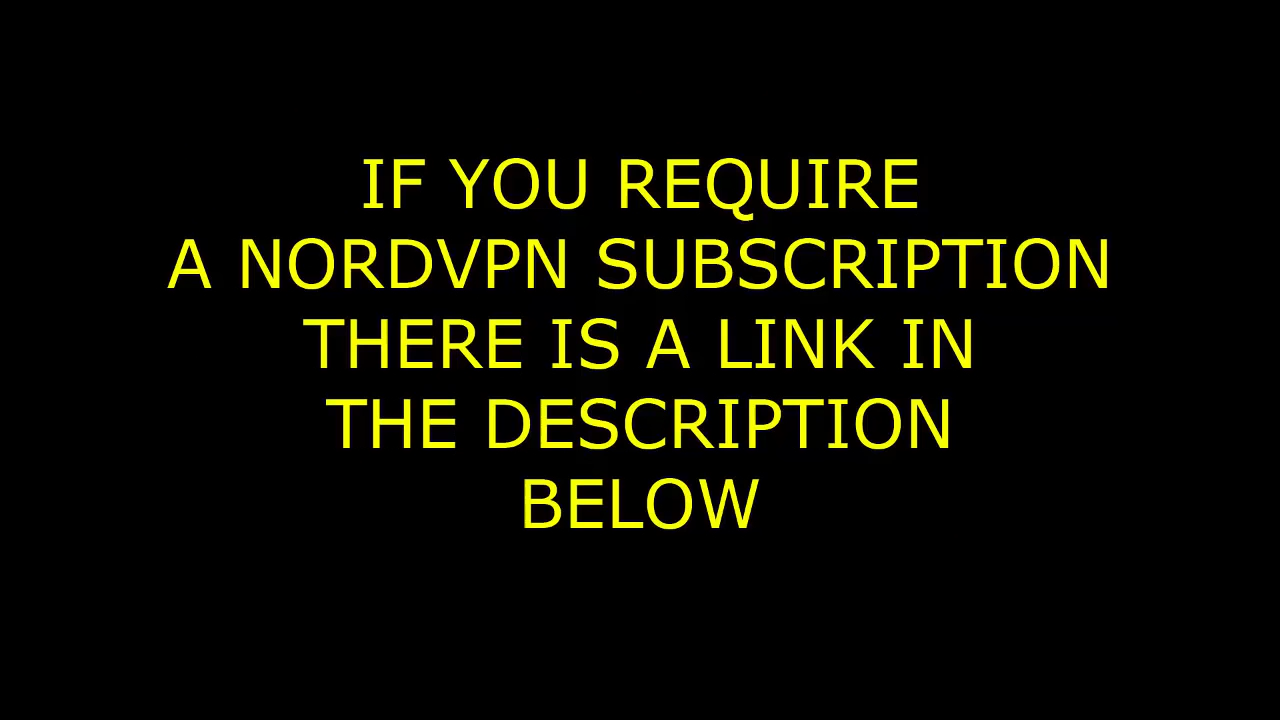 IF YOU REQUIRE
A NORDVPN SUBSCRIPTION
THERE IS A LINK IN
THE DESCRIPTION
BELOW